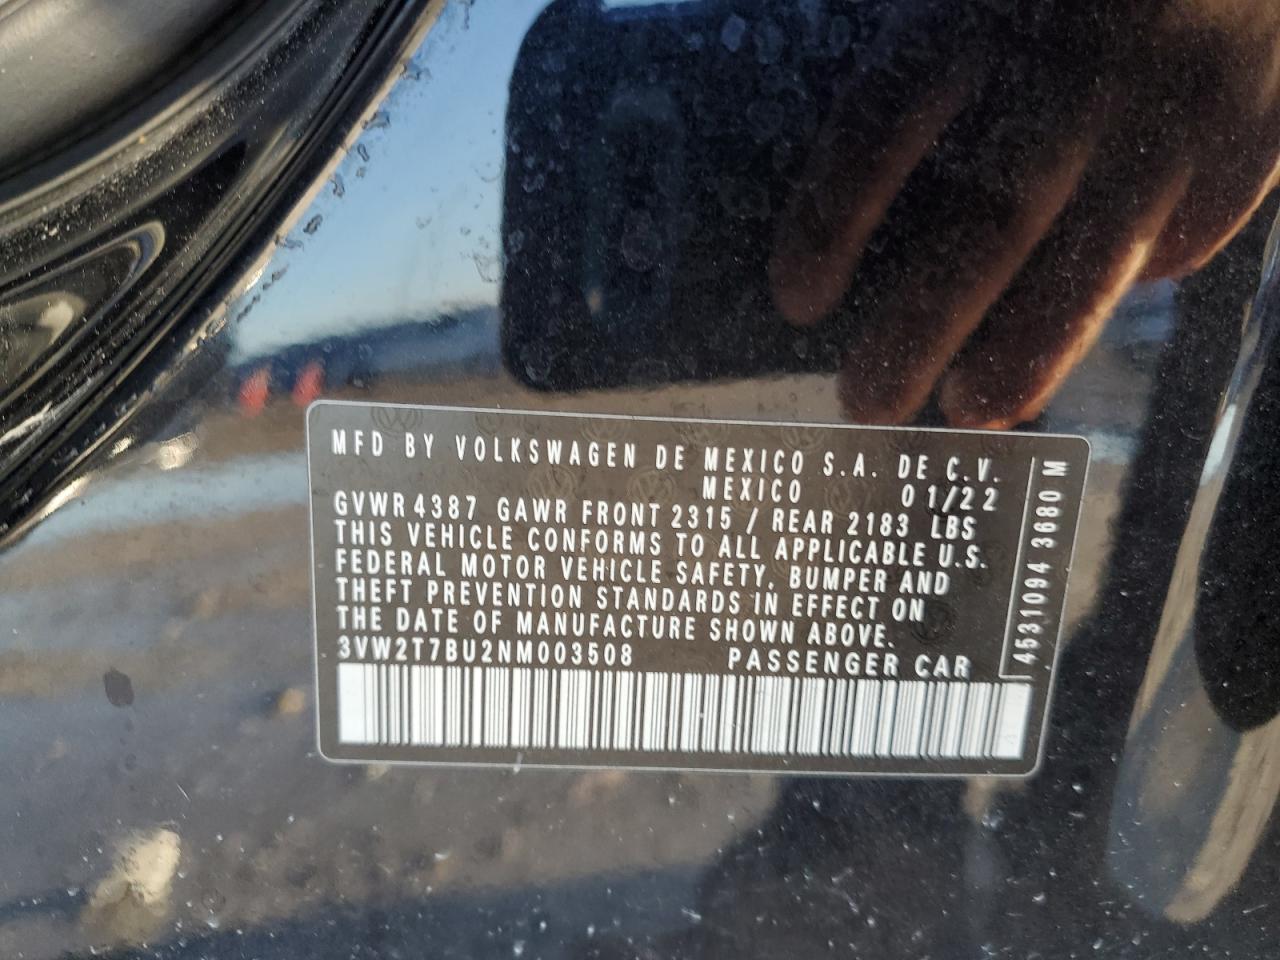 MFD BY VOLKSWAGEN DE MEXICO S.A. DE C.V.
MEXICO 01/22
GVWR 4387 GAWR FRONT 2315 / REAR 2183 LBS
THIS VEHICLE CONFORMS TO ALL APPLICABLE U.S.
FEDERAL MOTOR VEHICLE SAFETY, BUMPER AND
THEFT PREVENTION STANDARDS IN EFFECT ON
THE DATE OF MANUFACTURE SHOWN ABOVE.
3VW2T7BU2NM003508 PASSENGER CAR
4531094 3680 M